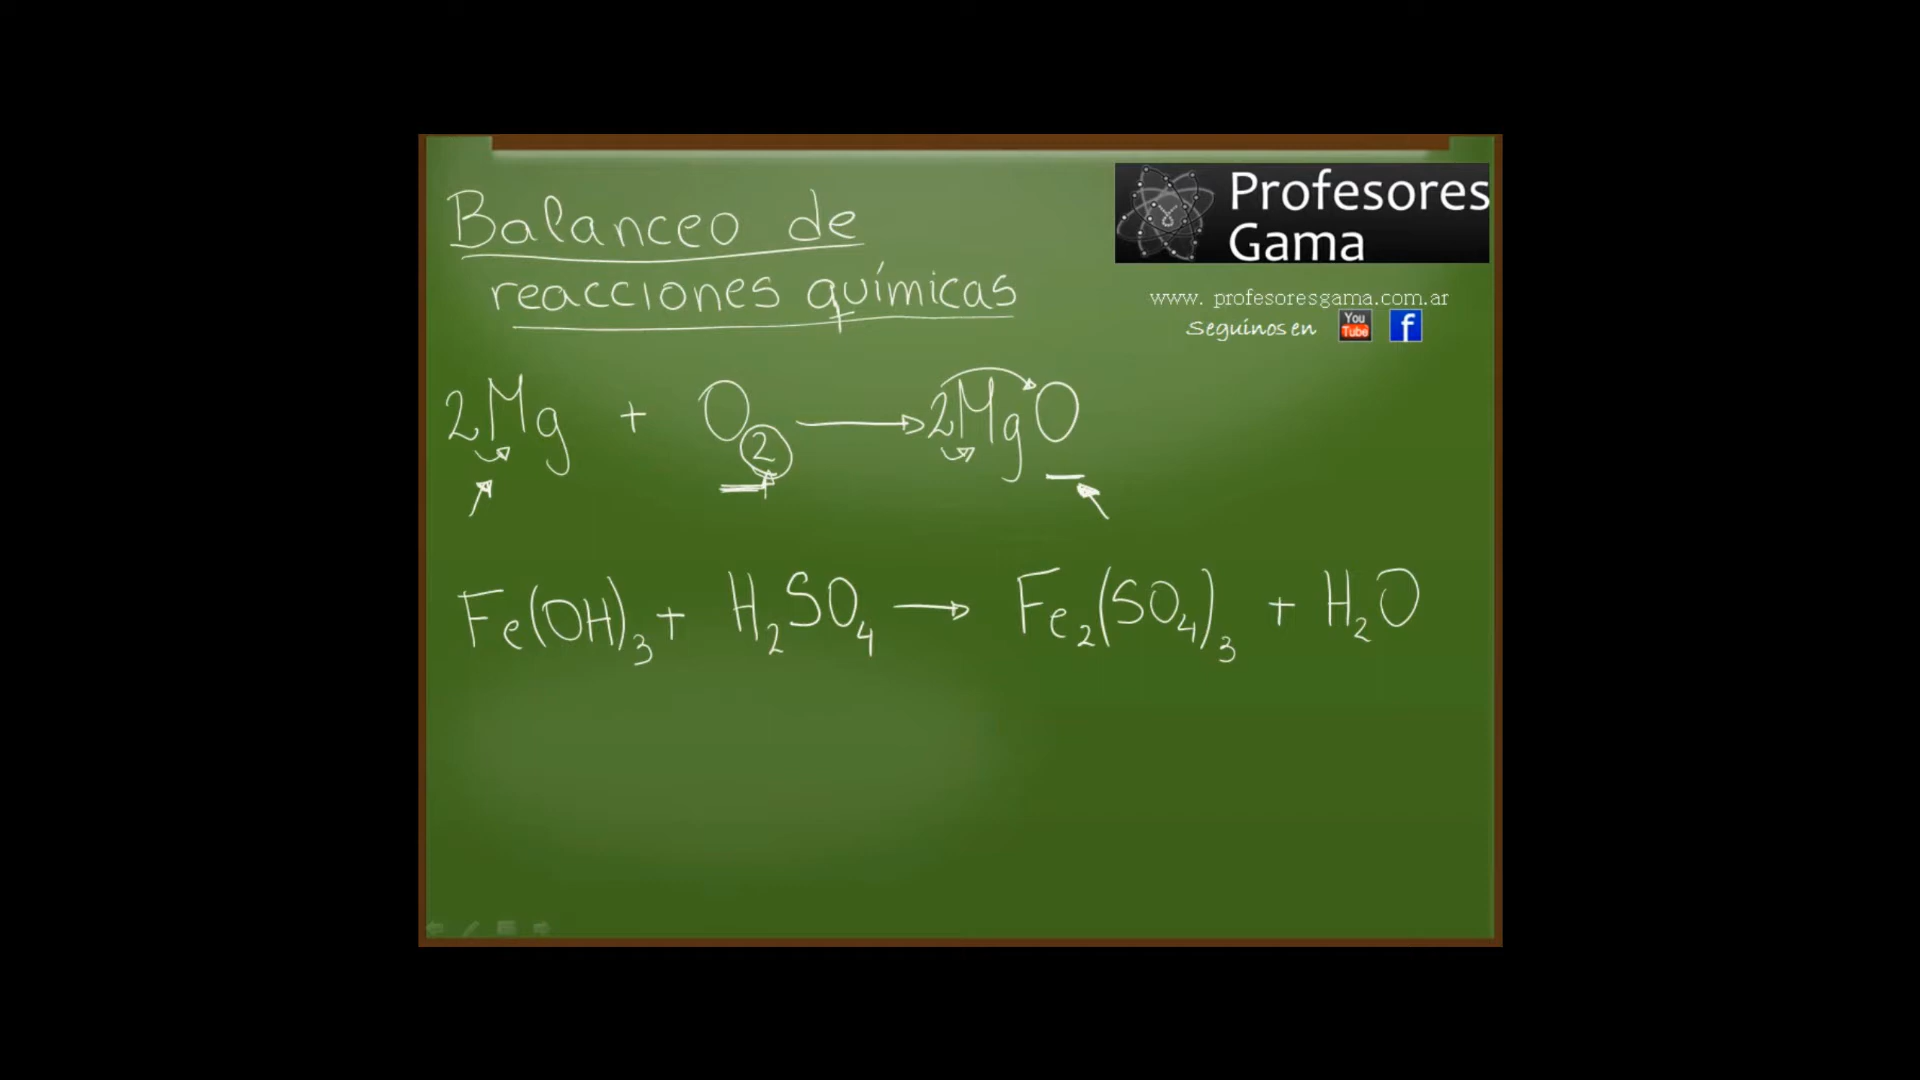 Balanceo de
reacciones químicas
Profesores
Gama
www. profesoresgama.com.ar
Seguinos en You Tube f
2Mg + O₂ → 2MgO
Fe(OH)₃ + H₂SO₄ → Fe₂(SO₄)₃ + H₂O